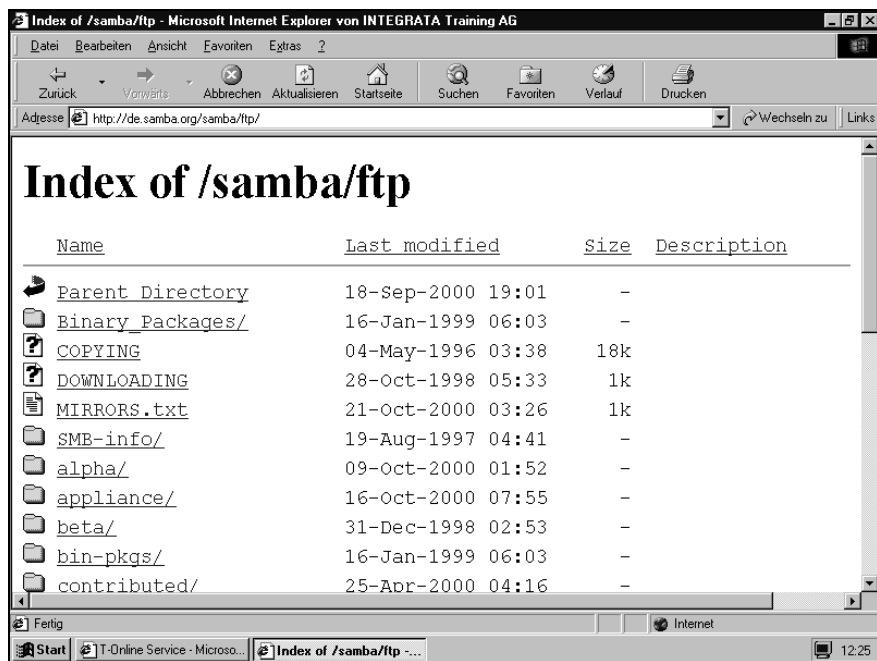 Index of /samba/ftp - Microsoft Internet Explorer von INTEGRATA Training AG
Datei Bearbeiten Ansicht Favoriten Extras ?
Zurück Vorwärts Abbrechen Aktualisieren Startseite Suchen Favoriten Verlauf Drucken
Adresse http://de.samba.org/samba/ftp/ Wechseln zu Links
Index of /samba/ftp
Name Last modified Size Description
Parent Directory 18-Sep-2000 19:01 -
Binary_Packages/ 16-Jan-1999 06:03 -
COPYING 04-May-1996 03:38 18k
DOWNLOADING 28-Oct-1998 05:33 1k
MIRRORS.txt 21-Oct-2000 03:26 1k
SMB-info/ 19-Aug-1997 04:41 -
alpha/ 09-Oct-2000 01:52 -
appliance/ 16-Oct-2000 07:55 -
beta/ 31-Dec-1998 02:53 -
bin-pkgs/ 16-Jan-1999 06:03 -
contributed/ 25-Apr-2000 04:16 -
Fertig Internet
Start T-Online Service - Microso... Index of /samba/ftp -... 12:25